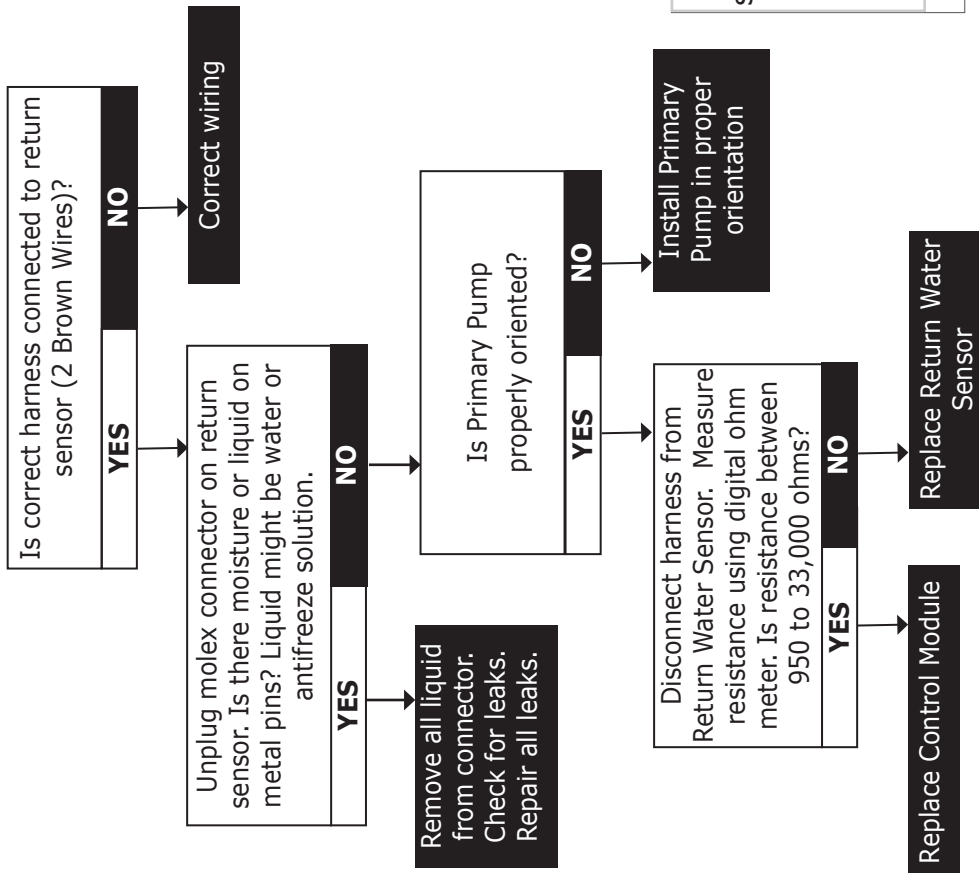 Is correct harness connected to return
sensor (2 Brown Wires)?
YES
NO
Correct wiring
Unplug molex connector on return
sensor. Is there moisture or liquid on
metal pins? Liquid might be water or
antifreeze solution.
YES
NO
Remove all liquid
from connector.
Check for leaks.
Repair all leaks.
Is Primary Pump
properly oriented?
YES
NO
Install Primary
Pump in proper
orientation
Disconnect harness from
Return Water Sensor. Measure
resistance using digital ohm
meter. Is resistance between
950 to 33,000 ohms?
YES
NO
Replace Control Module
Replace Return Water
Sensor